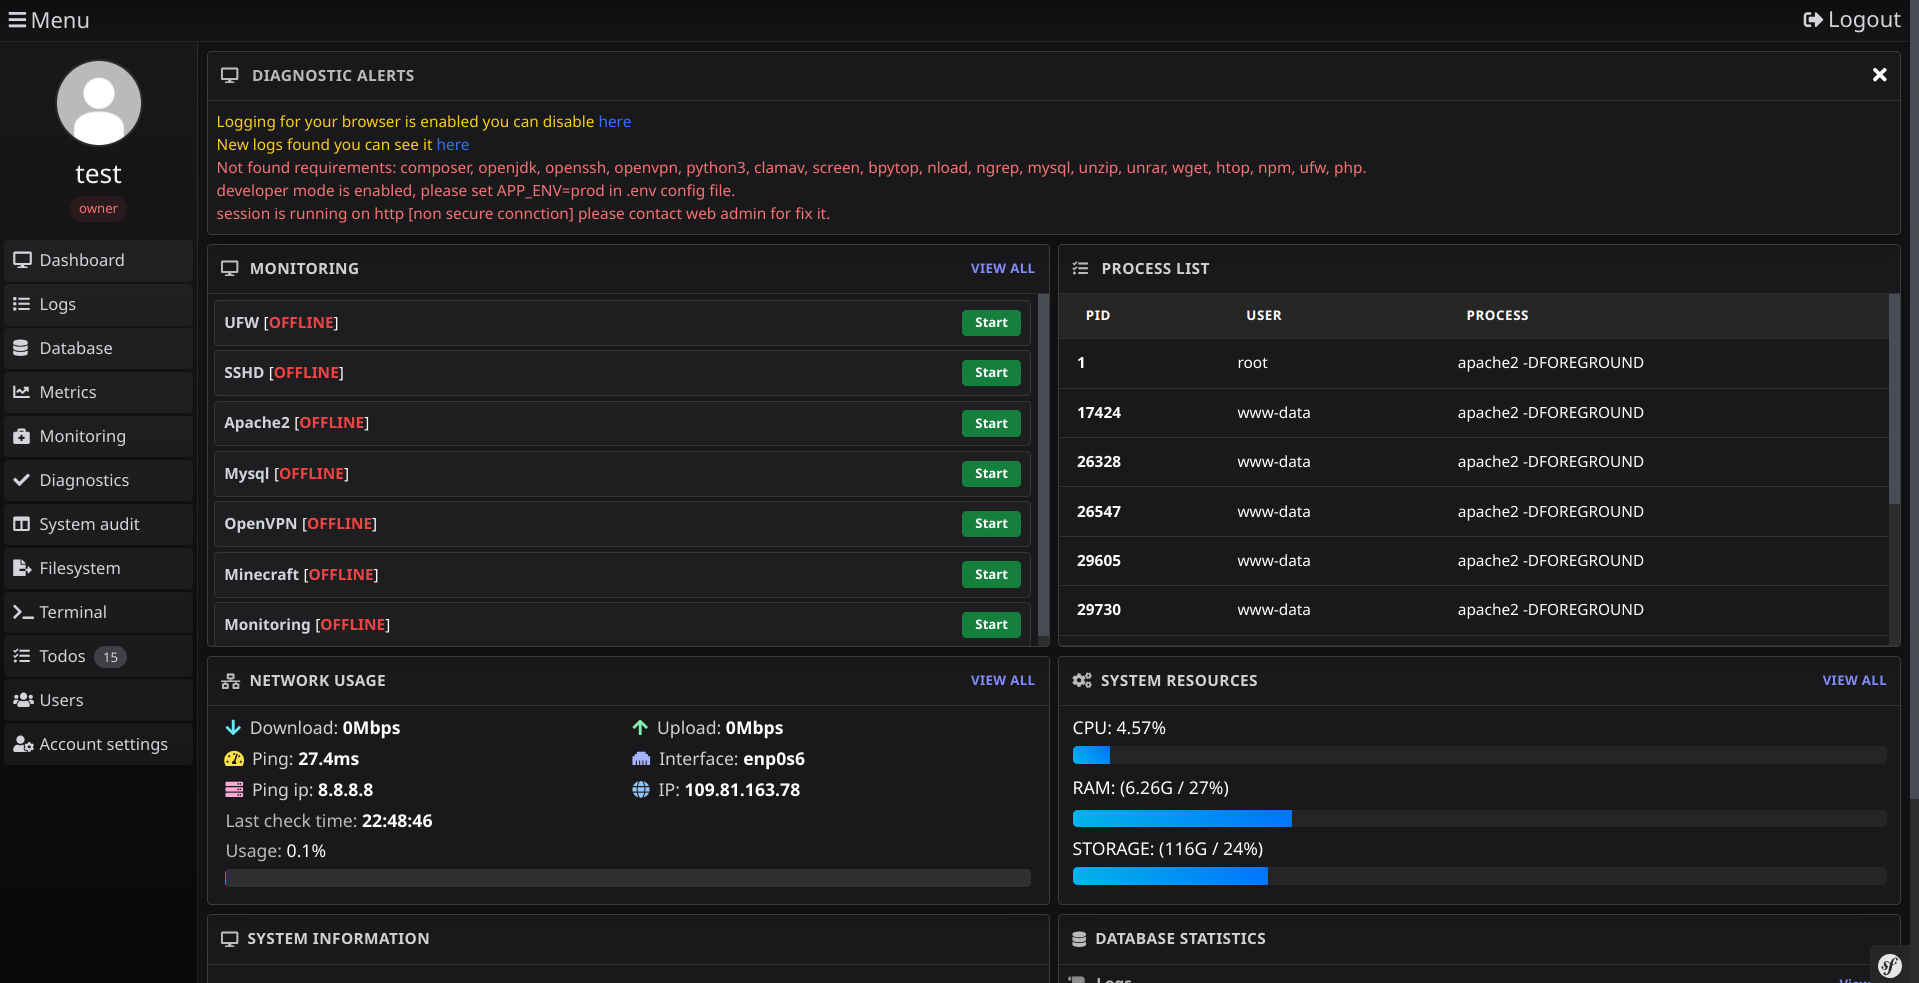 Menu
Logout
test
owner
Dashboard
Logs
Database
Metrics
Monitoring
Diagnostics
System audit
Filesystem
Terminal
Todos 15
Users
Account settings
DIAGNOSTIC ALERTS
Logging for your browser is enabled you can disable here
New logs found you can see it here
Not found requirements: composer, openjdk, openssh, openvpn, python3, clamav, screen, bpytop, nload, ngrep, mysql, unzip, unrar, wget, htop, npm, ufw, php.
developer mode is enabled, please set APP_ENV=prod in .env config file.
session is running on http [non secure connction] please contact web admin for fix it.
MONITORING VIEW ALL
UFW [OFFLINE] Start
SSHD [OFFLINE] Start
Apache2 [OFFLINE] Start
Mysql [OFFLINE] Start
OpenVPN [OFFLINE] Start
Minecraft [OFFLINE] Start
Monitoring [OFFLINE] Start
PROCESS LIST
PID USER PROCESS
1 root apache2 -DFOREGROUND
17424 www-data apache2 -DFOREGROUND
26328 www-data apache2 -DFOREGROUND
26547 www-data apache2 -DFOREGROUND
29605 www-data apache2 -DFOREGROUND
29730 www-data apache2 -DFOREGROUND
NETWORK USAGE VIEW ALL
Download: 0Mbps Upload: 0Mbps
Ping: 27.4ms Interface: enp0s6
Ping ip: 8.8.8.8 IP: 109.81.163.78
Last check time: 22:48:46
Usage: 0.1%
SYSTEM RESOURCES VIEW ALL
CPU: 4.57%
RAM: (6.26G / 27%)
STORAGE: (116G / 24%)
SYSTEM INFORMATION
DATABASE STATISTICS
Logs View
sf